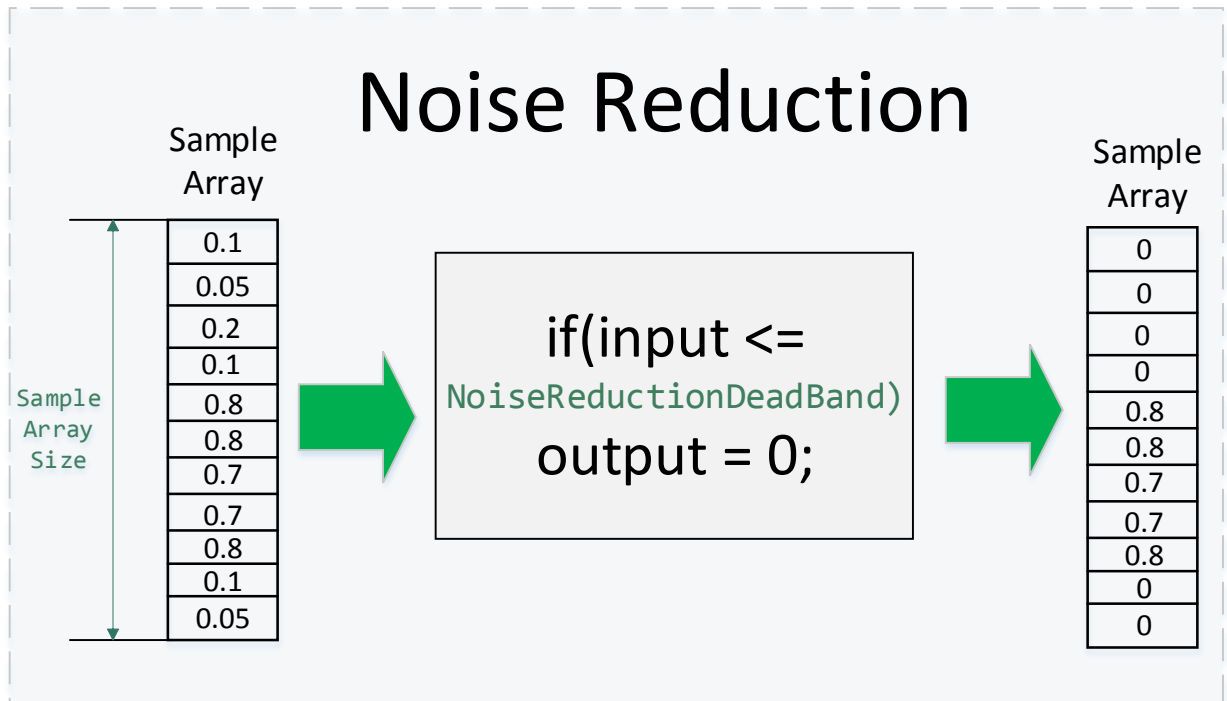 Noise Reduction
Sample
Array
0.1
0.05
0.2
0.1
0.8
0.8
0.7
0.7
0.8
0.1
0.05
Sample
Array
Size
if(input <=
NoiseReductionDeadBand)
output = 0;
Sample
Array
0
0
0
0
0.8
0.8
0.7
0.7
0.8
0
0